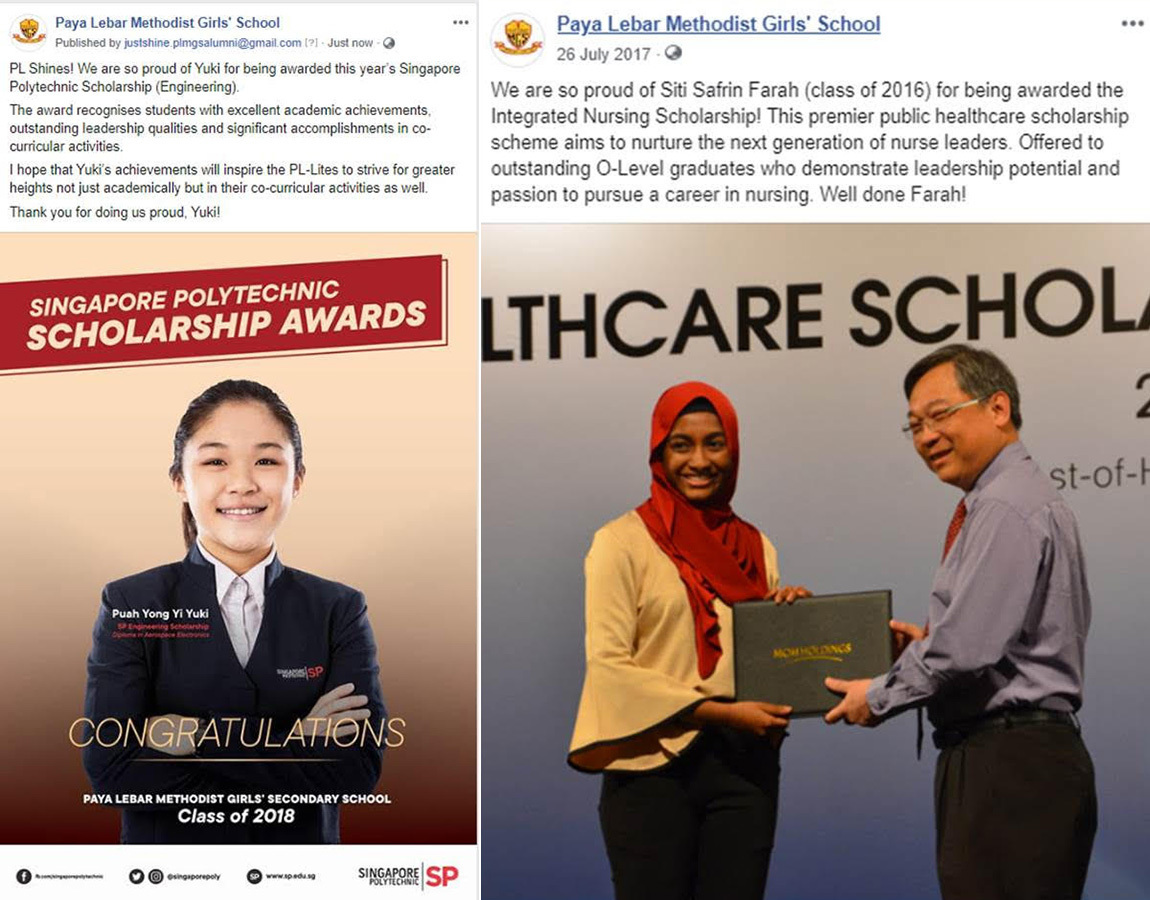 Paya Lebar Methodist Girls' School
Published by justshine.plmgsalumni@gmail.com [?] · Just now ·
PL Shines! We are so proud of Yuki for being awarded this year's Singapore
Polytechnic Scholarship (Engineering).
The award recognises students with excellent academic achievements,
outstanding leadership qualities and significant accomplishments in co-
curricular activities.
I hope that Yuki's achievements will inspire the PL-Lites to strive for greater
heights not just academically but in their co-curricular activities as well.
Thank you for doing us proud, Yuki!
SINGAPORE POLYTECHNIC
SCHOLARSHIP AWARDS
Puah Yong Yi Yuki
SP Engineering Scholarship
Diploma in Aerospace Electronics
SINGAPORE
POLYTECHNIC
SP
CONGRATULATIONS
PAYA LEBAR METHODIST GIRLS' SECONDARY SCHOOL
Class of 2018
fb.com/singaporepolytechnic
@singaporepoly
SP
www.sp.edu.sg
SINGAPORE
POLYTECHNIC
SP
Paya Lebar Methodist Girls' School
26 July 2017 ·
We are so proud of Siti Safrin Farah (class of 2016) for being awarded the
Integrated Nursing Scholarship! This premier public healthcare scholarship
scheme aims to nurture the next generation of nurse leaders. Offered to
outstanding O-Level graduates who demonstrate leadership potential and
passion to pursue a career in nursing. Well done Farah!
LTHCARE SCHOLA
2
st-of-H
MOHHOLDINGS